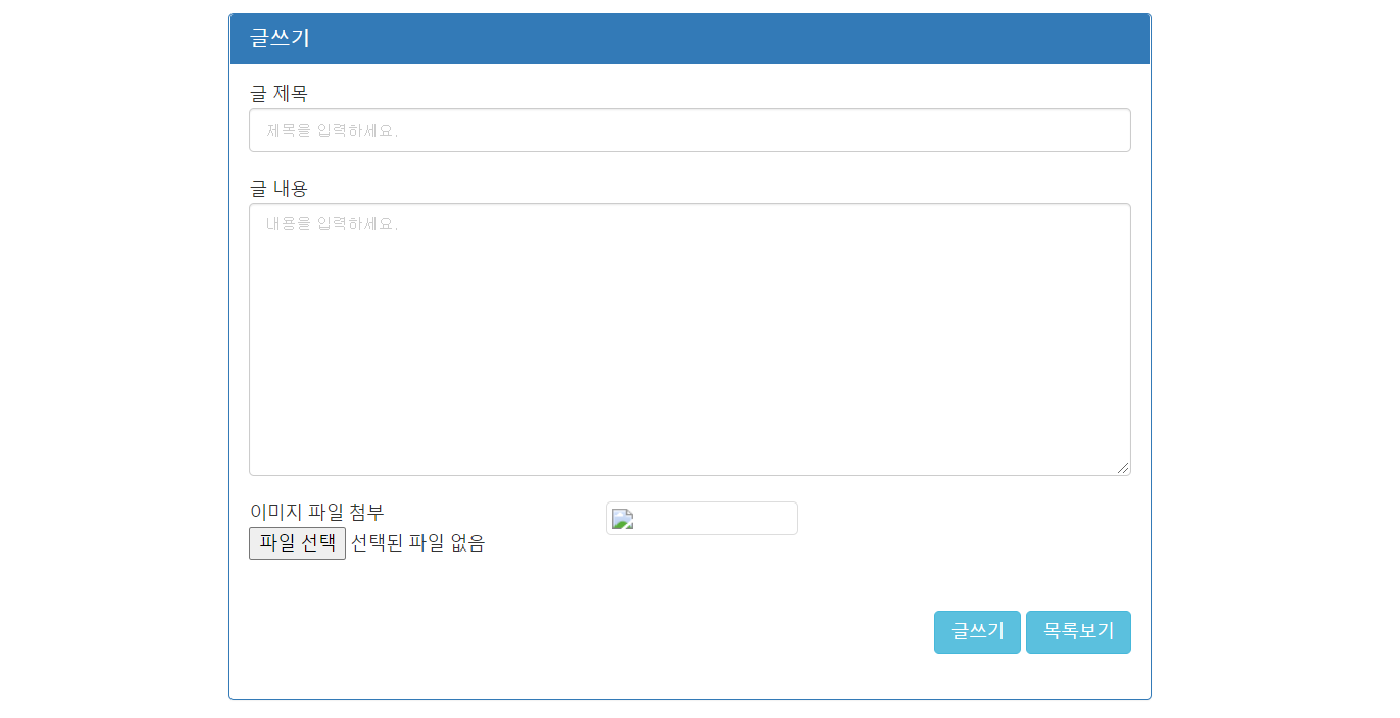 글쓰기
글 제목
제목을 입력하세요.
글 내용
내용을 입력하세요.
이미지 파일 첨부
파일 선택 선택된 파일 없음
글쓰기 목록보기